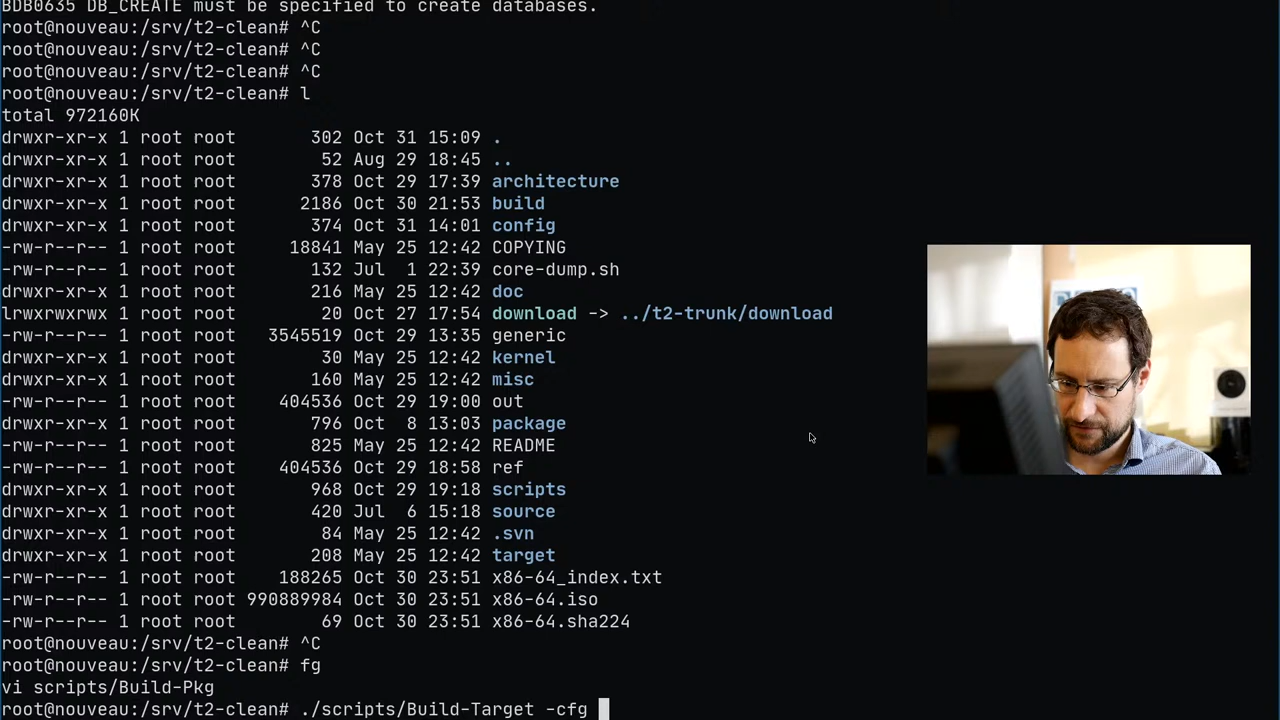 BDB0635 DB_CREATE must be specified to create databases.
root@nouveau:/srv/t2-clean# ^C
root@nouveau:/srv/t2-clean# ^C
root@nouveau:/srv/t2-clean# ^C
root@nouveau:/srv/t2-clean# l
total 972160K
drwxr-xr-x 1 root root       302 Oct 31 15:09 .
drwxr-xr-x 1 root root        52 Aug 29 18:45 ..
drwxr-xr-x 1 root root       378 Oct 29 17:39 architecture
drwxr-xr-x 1 root root      2186 Oct 30 21:53 build
drwxr-xr-x 1 root root       374 Oct 31 14:01 config
-rw-r--r-- 1 root root     18841 May 25 12:42 COPYING
-rw-r--r-- 1 root root       132 Jul  1 22:39 core-dump.sh
drwxr-xr-x 1 root root       216 May 25 12:42 doc
lrwxrwxrwx 1 root root        20 Oct 27 17:54 download -> ../t2-trunk/download
-rw-r--r-- 1 root root   3545519 Oct 29 13:35 generic
drwxr-xr-x 1 root root        30 May 25 12:42 kernel
drwxr-xr-x 1 root root       160 May 25 12:42 misc
-rw-r--r-- 1 root root    404536 Oct 29 19:00 out
drwxr-xr-x 1 root root       796 Oct  8 13:03 package
-rw-r--r-- 1 root root       825 May 25 12:42 README
-rw-r--r-- 1 root root    404536 Oct 29 18:58 ref
drwxr-xr-x 1 root root       968 Oct 29 19:18 scripts
drwxr-xr-x 1 root root       420 Jul  6 15:18 source
drwxr-xr-x 1 root root        84 May 25 12:42 .svn
drwxr-xr-x 1 root root       208 May 25 12:42 target
-rw-r--r-- 1 root root    188265 Oct 30 23:51 x86-64_index.txt
-rw-r--r-- 1 root root 990889984 Oct 30 23:51 x86-64.iso
-rw-r--r-- 1 root root        69 Oct 30 23:51 x86-64.sha224
root@nouveau:/srv/t2-clean# ^C
root@nouveau:/srv/t2-clean# fg
vi scripts/Build-Pkg
root@nouveau:/srv/t2-clean# ./scripts/Build-Target -cfg